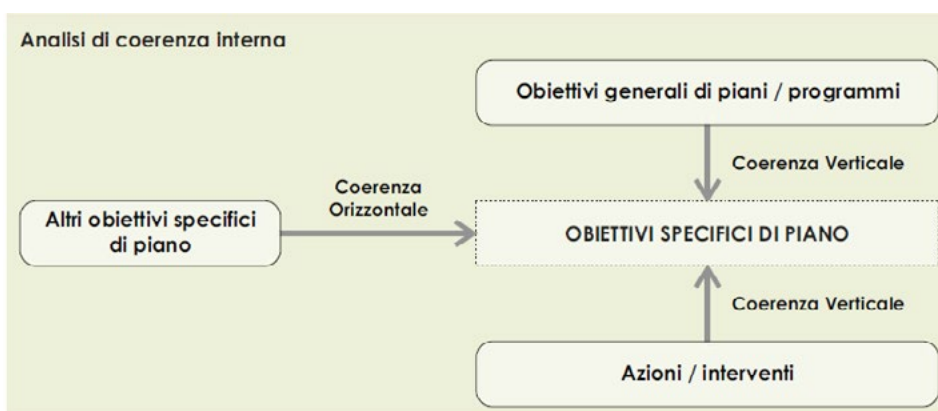 Analisi di coerenza interna
Obiettivi generali di piani / programmi
Coerenza Verticale
Coerenza
Orizzontale
Altri obiettivi specifici
di piano
OBIETTIVI SPECIFICI DI PIANO
Coerenza Verticale
Azioni / interventi